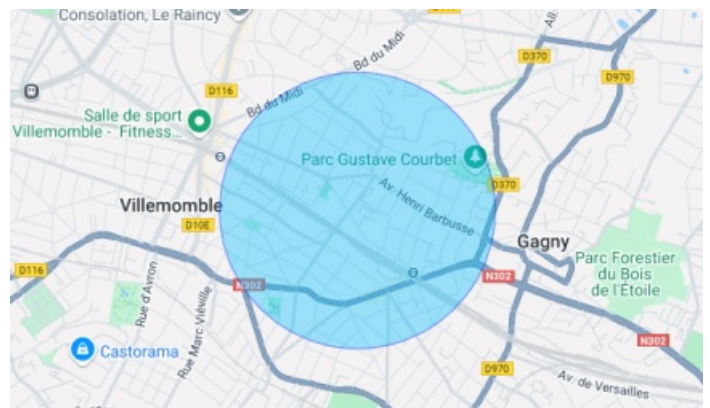 Consolation, Le Raincy
Bd du Midi
All.
D370
D970
D116
Bd du Midi
Salle de sport
Villemomble - Fitness...
Parc Gustave Courbet
D370
Av. Henri Barbusse
Villemomble
D10E
Gagny
Parc Forestier
du Bois
de l'Étoile
D116
N302
N302
Rue d'Avron
Rue Marc Viéville
N302
Castorama
D970
Av. de Versailles